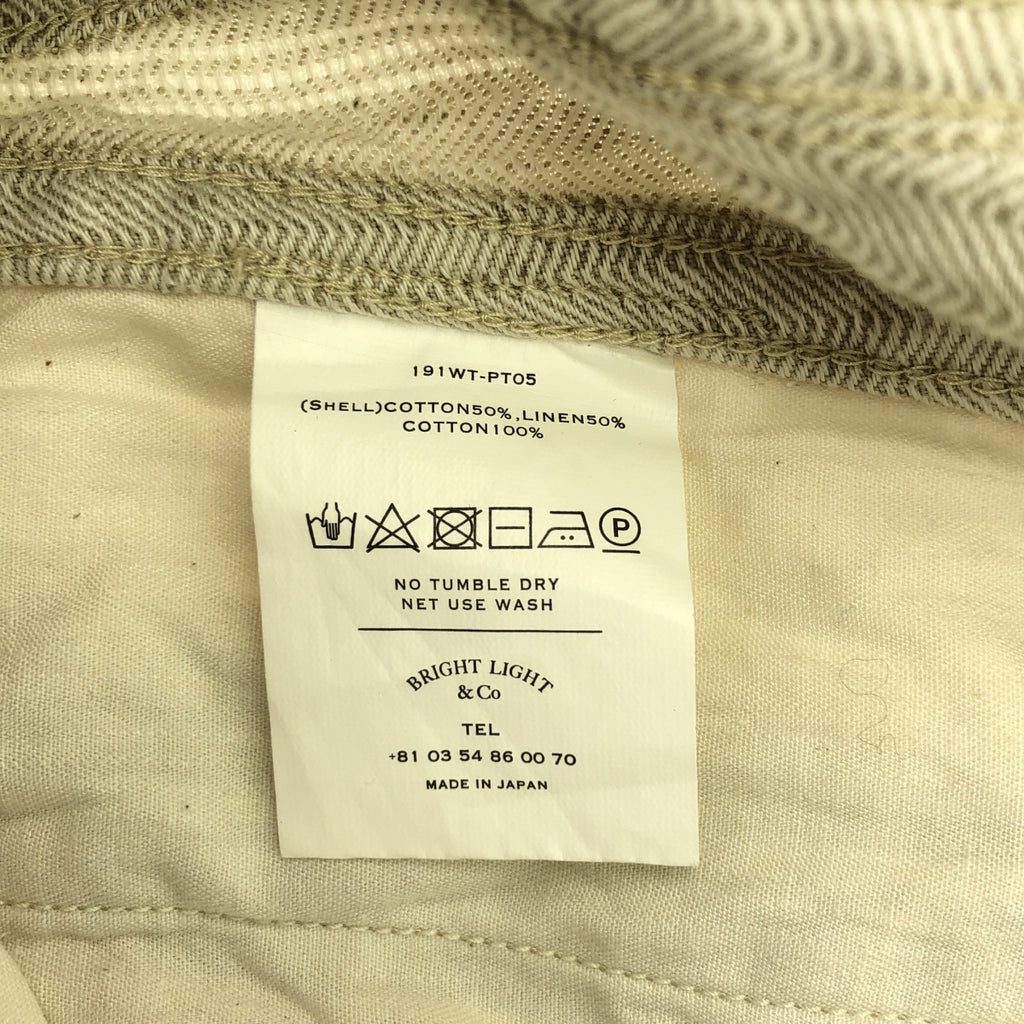 191WT-PT05
(SHELL)COTTON50%,LINEN50%
COTTON100%
P
NO TUMBLE DRY
NET USE WASH
BRIGHT LIGHT
& Co
TEL
+81 03 54 86 00 70
MADE IN JAPAN